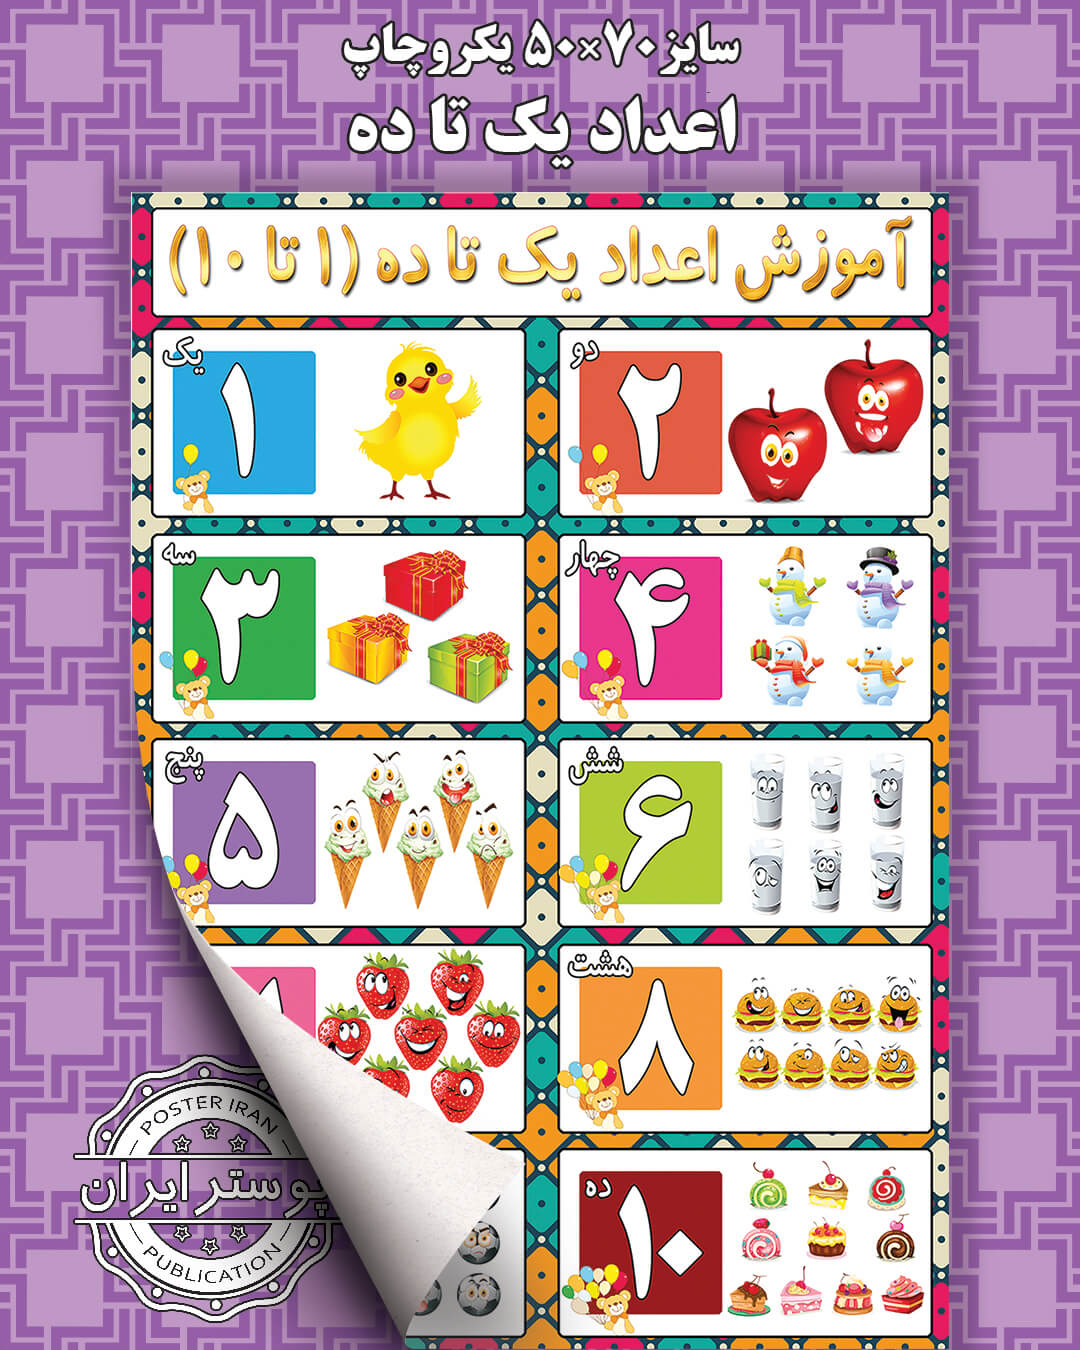 سایز ۷۰×۵۰ یکروچاپ
اعداد یک تا ده
آموزش اعداد یک تا ده (۱ تا ۱۰)
یک
۱
دو
۲
سه
۳
چهار
۴
پنج
۵
شش
۶
هشت
۸
ده
۱۰
POSTER IRAN
پوستر ایران
PUBLICATION